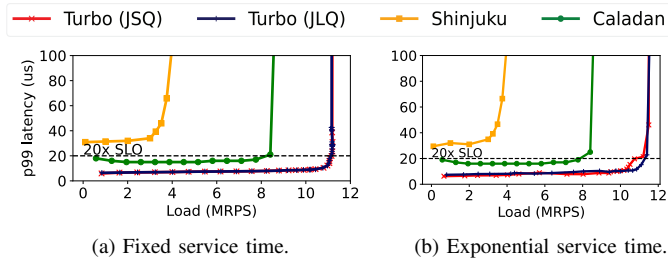 Turbo (JSQ) Turbo (JLQ) Shinjuku Caladan
p99 latency (us)
100
80
60
40
20
0
20x SLO
0 2 4 6 8 10 12
Load (MRPS)
(a) Fixed service time.
100
80
60
40
20
0
20x SLO
0 2 4 6 8 10 12
Load (MRPS)
(b) Exponential service time.